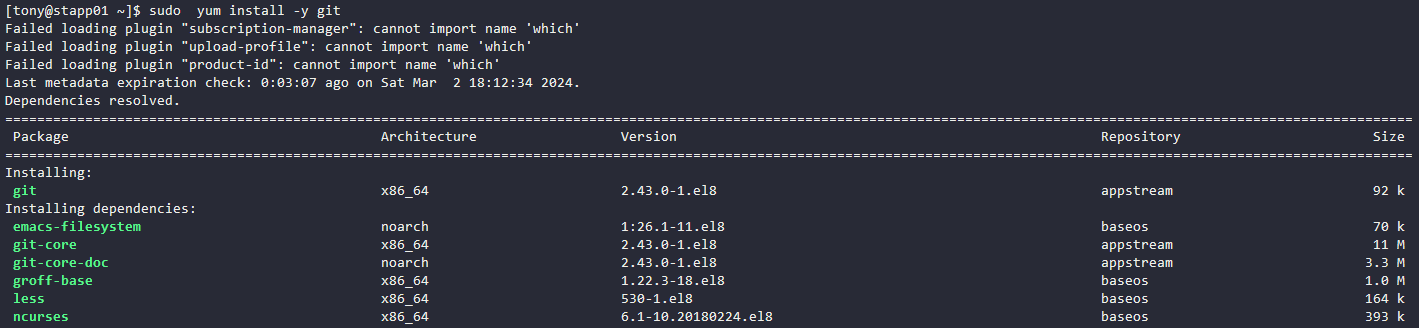 [tony@stapp01 ~]$ sudo  yum install -y git
Failed loading plugin "subscription-manager": cannot import name 'which'
Failed loading plugin "upload-profile": cannot import name 'which'
Failed loading plugin "product-id": cannot import name 'which'
Last metadata expiration check: 0:03:07 ago on Sat Mar  2 18:12:34 2024.
Dependencies resolved.
Package Architecture Version Repository Size
Installing:
git x86_64 2.43.0-1.el8 appstream 92 k
Installing dependencies:
emacs-filesystem noarch 1:26.1-11.el8 baseos 70 k
git-core x86_64 2.43.0-1.el8 appstream 11 M
git-core-doc noarch 2.43.0-1.el8 appstream 3.3 M
groff-base x86_64 1.22.3-18.el8 baseos 1.0 M
less x86_64 530-1.el8 baseos 164 k
ncurses x86_64 6.1-10.20180224.el8 baseos 393 k